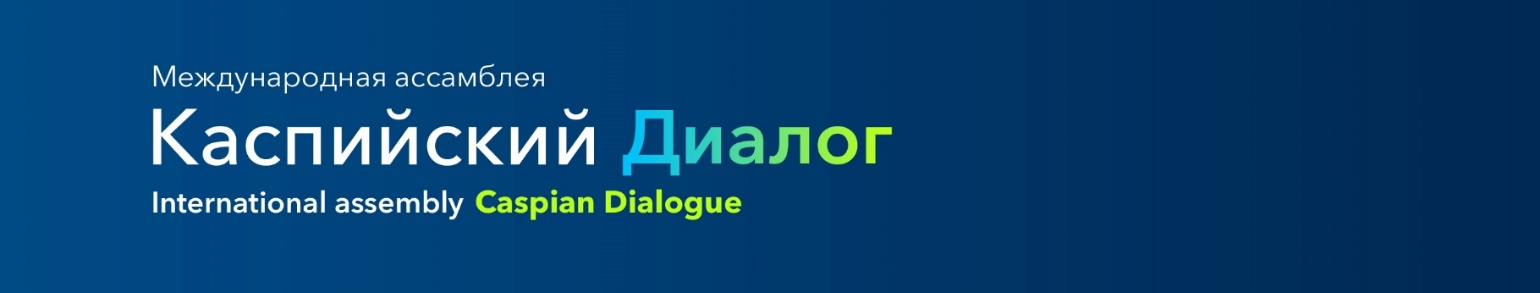 Международная ассамблея
Каспийский Диалог
International assembly Caspian Dialogue